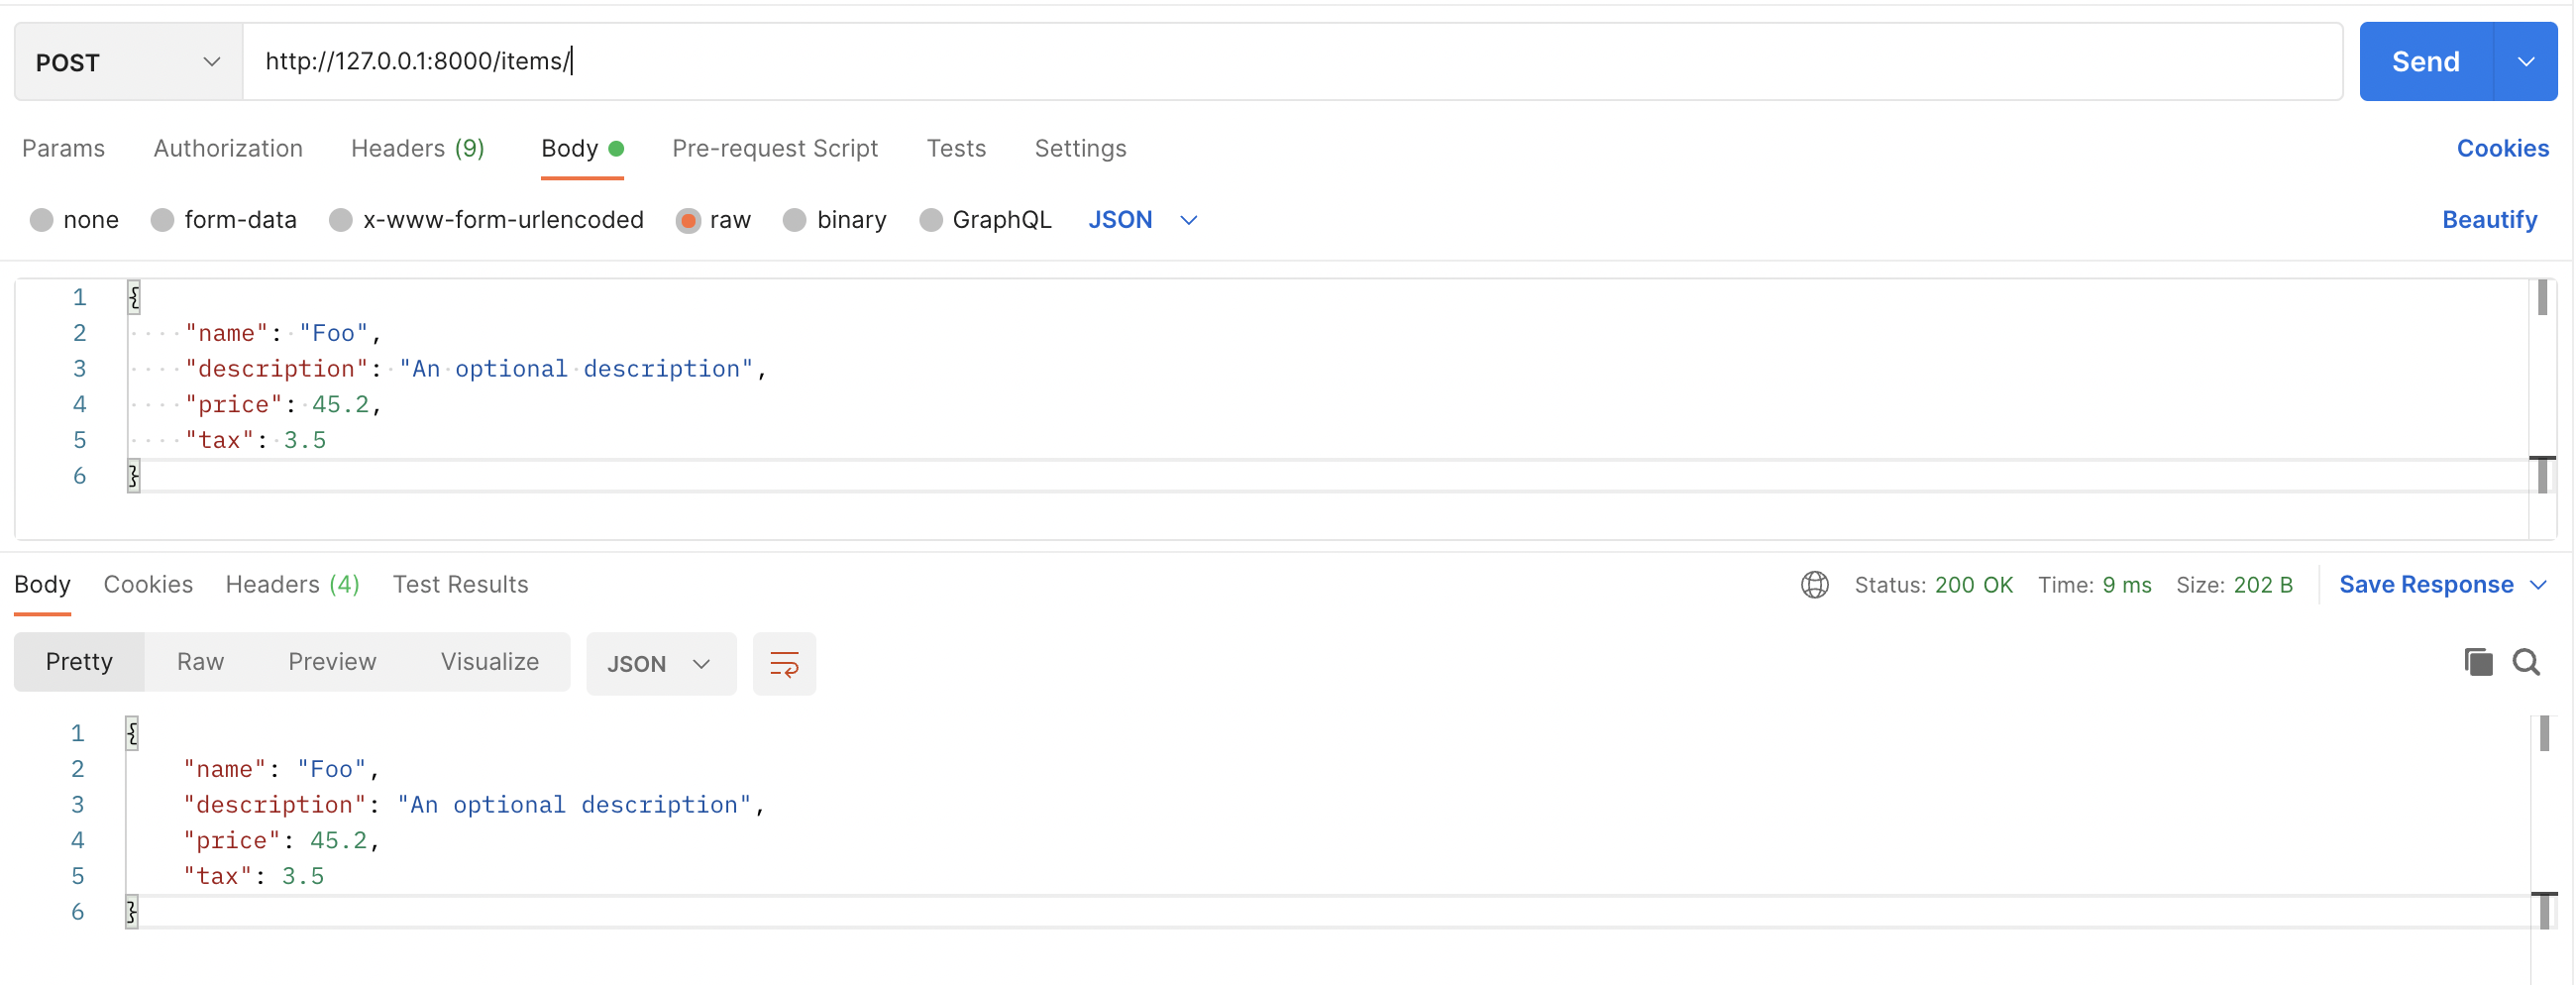 POST http://127.0.0.1:8000/items/ Send
Params Authorization Headers (9) Body Pre-request Script Tests Settings Cookies
none form-data x-www-form-urlencoded raw binary GraphQL JSON Beautify
1 {
2 "name": "Foo",
3 "description": "An optional description",
4 "price": 45.2,
5 "tax": 3.5
6 }
Body Cookies Headers (4) Test Results Status: 200 OK Time: 9 ms Size: 202 B Save Response
Pretty Raw Preview Visualize JSON
1 {
2 "name": "Foo",
3 "description": "An optional description",
4 "price": 45.2,
5 "tax": 3.5
6 }